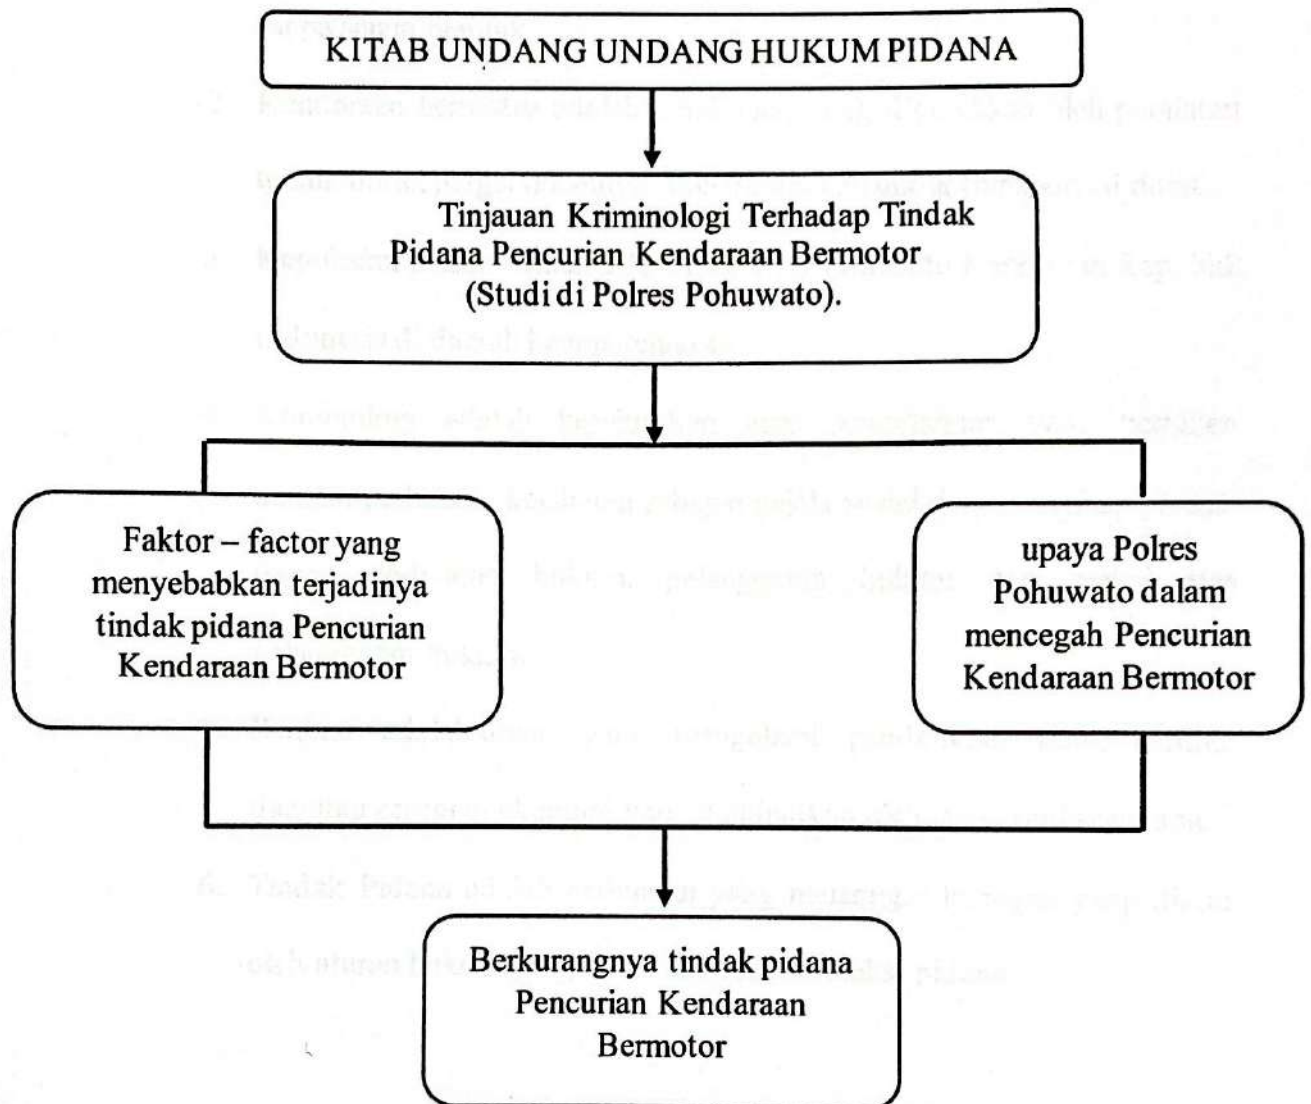 KITAB UNDANG UNDANG HUKUM PIDANA
Tinjauan Kriminologi Terhadap Tindak
Pidana Pencurian Kendaraan Bermotor
(Studi di Polres Pohuwato).
Faktor – factor yang
menyebabkan terjadinya
tindak pidana Pencurian
Kendaraan Bermotor
upaya Polres
Pohuwato dalam
mencegah Pencurian
Kendaraan Bermotor
Berkurangnya tindak pidana
Pencurian Kendaraan
Bermotor